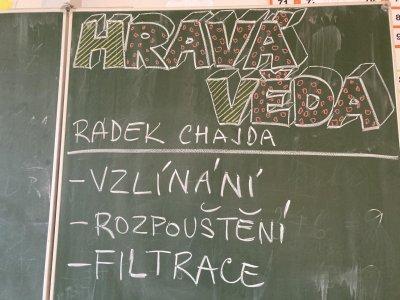 HRAVÁ
VĚDA
RADEK CHAJDA
-VZLÍNÁNÍ
-ROZPOUŠTĚNÍ
-FILTRACE